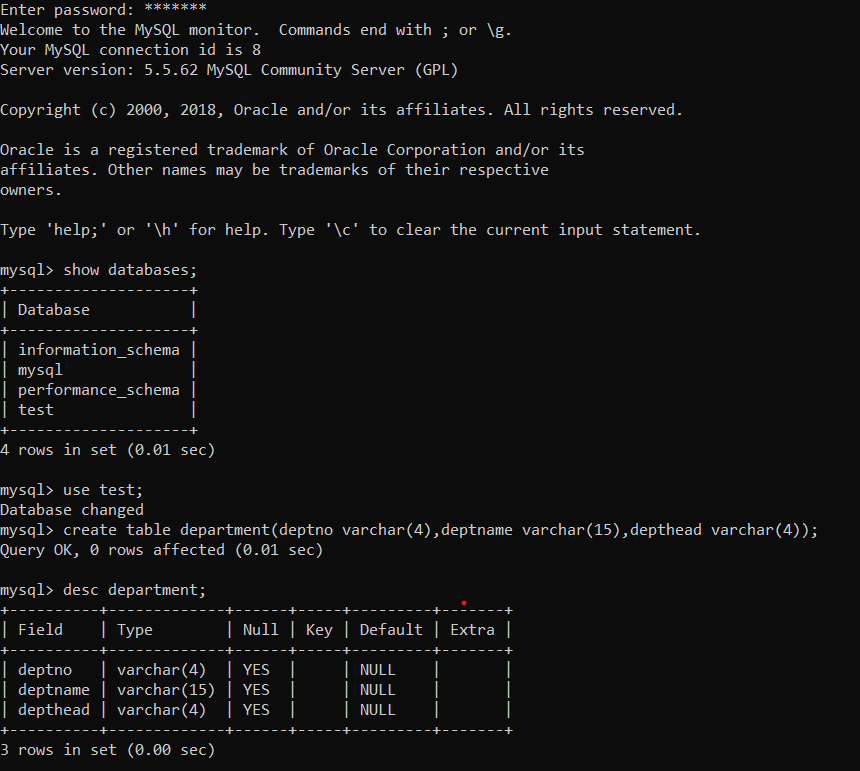 Enter password: *******
Welcome to the MySQL monitor.  Commands end with ; or \g.
Your MySQL connection id is 8
Server version: 5.5.62 MySQL Community Server (GPL)

Copyright (c) 2000, 2018, Oracle and/or its affiliates. All rights reserved.

Oracle is a registered trademark of Oracle Corporation and/or its
affiliates. Other names may be trademarks of their respective
owners.

Type 'help;' or '\h' for help. Type '\c' to clear the current input statement.

mysql> show databases;
+--------------------+
| Database           |
+--------------------+
| information_schema |
| mysql              |
| performance_schema |
| test               |
+--------------------+
4 rows in set (0.01 sec)

mysql> use test;
Database changed
mysql> create table department(deptno varchar(4),deptname varchar(15),depthead varchar(4));
Query OK, 0 rows affected (0.01 sec)

mysql> desc department;
+----------+-------------+------+-----+---------+-------+
| Field    | Type        | Null | Key | Default | Extra |
+----------+-------------+------+-----+---------+-------+
| deptno   | varchar(4)  | YES  |     | NULL    |       |
| deptname | varchar(15) | YES  |     | NULL    |       |
| depthead | varchar(4)  | YES  |     | NULL    |       |
+----------+-------------+------+-----+---------+-------+
3 rows in set (0.00 sec)